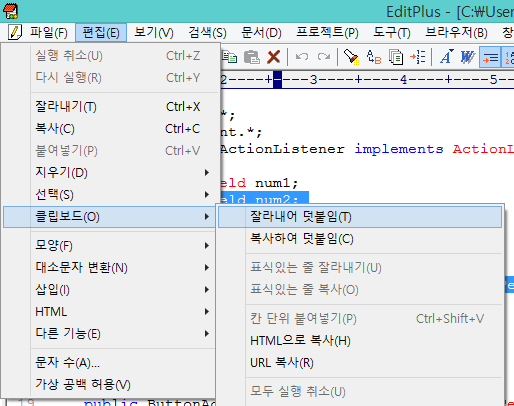 EditPlus - [C:₩User
파일(F) 편집(E) 보기(V) 검색(S) 문서(D) 프로젝트(P) 도구(T) 브라우저(B) 창
실행 취소(U) Ctrl+Z
다시 실행(R) Ctrl+Y
잘라내기(T) Ctrl+X
복사(C) Ctrl+C
붙여넣기(P) Ctrl+V
지우기(D)
선택(S)
클립보드(O)
모양(F)
대소문자 변환(N)
삽입(I)
HTML
다른 기능(E)
문자 수(A)...
가상 공백 허용(V)
2----+----3----+----4----+----5--
*;
nt.*;
ActionListener implements ActionL
eld num1;
eld num2;
잘라내어 덧붙임(T)
복사하여 덧붙임(C)
표식있는 줄 잘라내기(U)
표식있는 줄 복사(O)
칸 단위 붙여넣기(P) Ctrl+Shift+V
HTML으로 복사(H)
URL 복사(R)
모두 실행 취소(U)
19 public ButtonAc